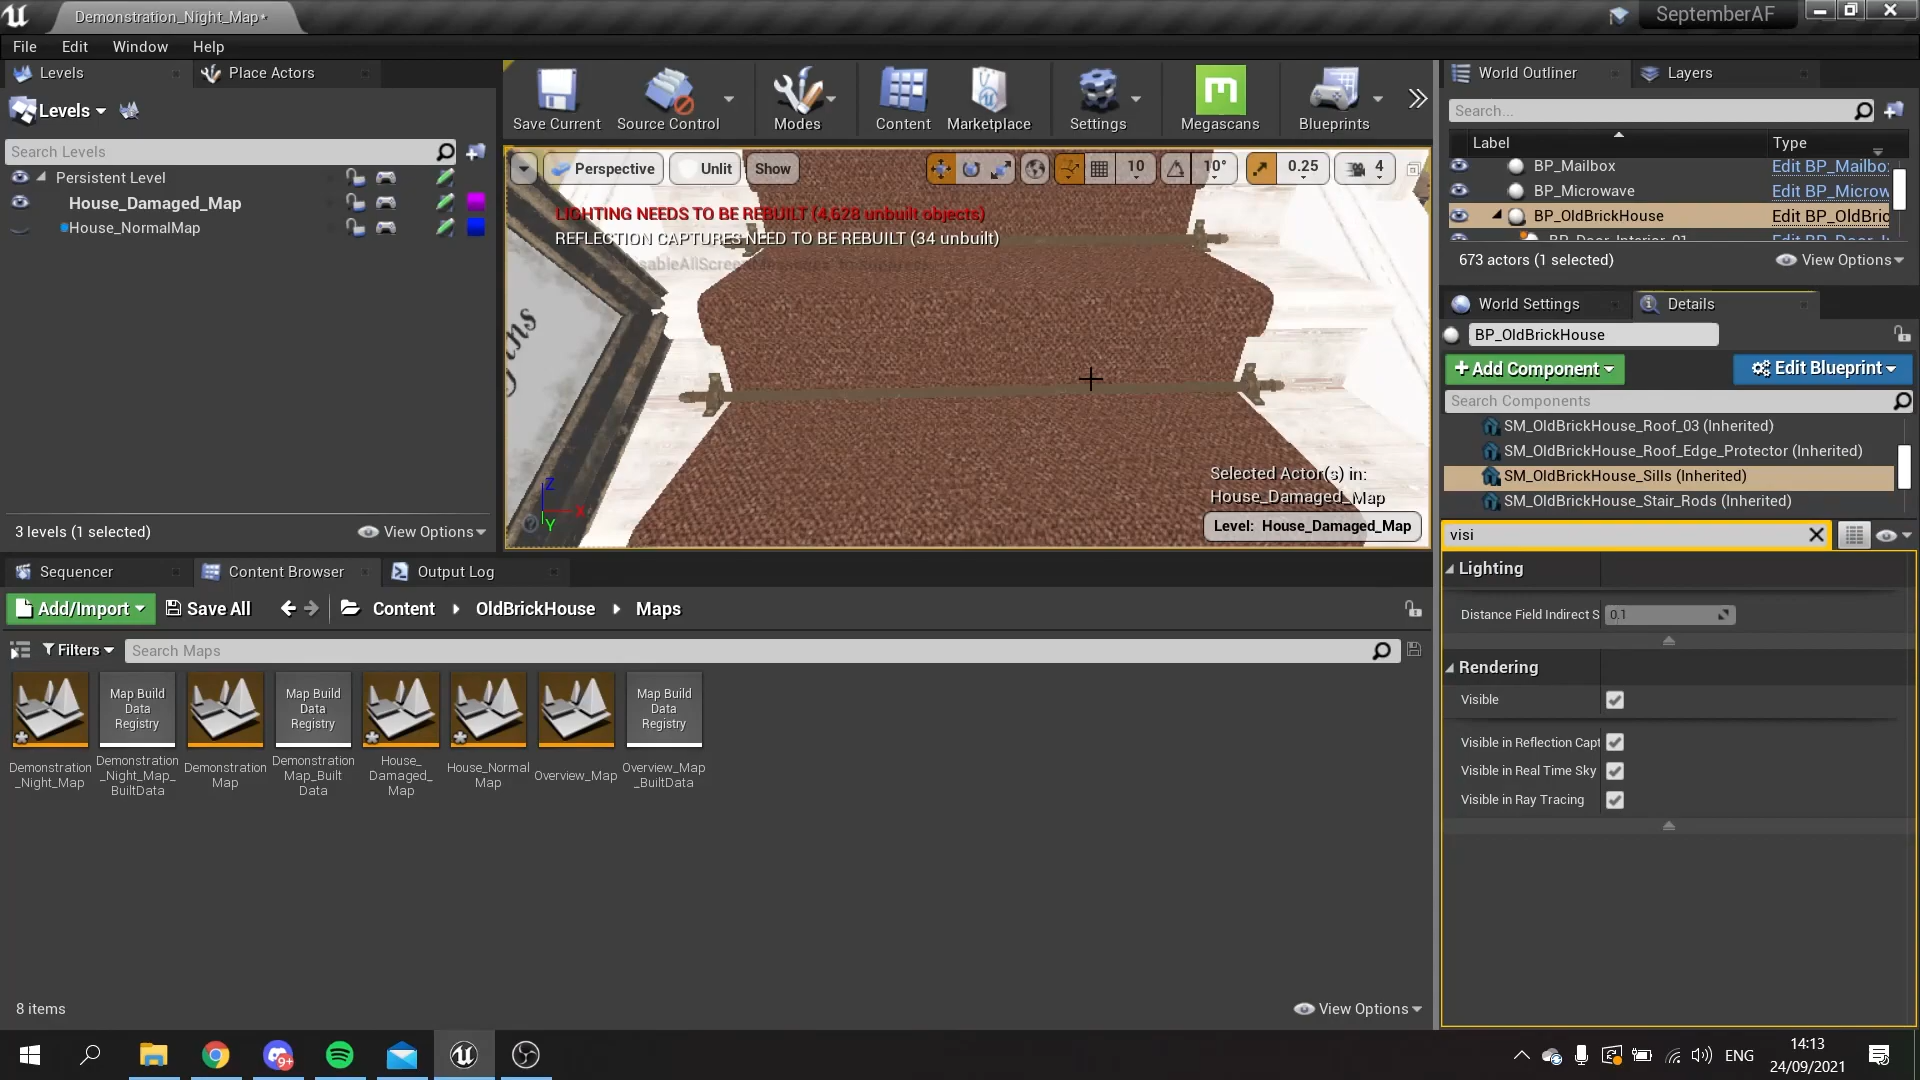 Demonstration_Night_Map*
SeptemberAF
File Edit Window Help
Levels
Place Actors
Levels
Search Levels
Persistent Level
House_Damaged_Map
House_NormalMap
3 levels (1 selected)
View Options
Save Current
Source Control
Modes
Content
Marketplace
Settings
Megascans
Blueprints
Perspective
Unlit
Show
10
10°
0.25
4
LIGHTING NEEDS TO BE REBUILT (4,628 unbuilt objects)
REFLECTION CAPTURES NEED TO BE REBUILT (34 unbuilt)
Z
X
Y
Selected Actor(s) in:
House_Damaged_Map
Level: House_Damaged_Map
World Outliner
Layers
Search...
Label
Type
BP_Mailbox
Edit BP_Mailbo
BP_Microwave
Edit BP_Microw
BP_OldBrickHouse
Edit BP_OldBric
673 actors (1 selected)
View Options
World Settings
Details
BP_OldBrickHouse
+Add Component
Edit Blueprint
Search Components
SM_OldBrickHouse_Roof_03 (Inherited)
SM_OldBrickHouse_Roof_Edge_Protector (Inherited)
SM_OldBrickHouse_Sills (Inherited)
SM_OldBrickHouse_Stair_Rods (Inherited)
visi
Lighting
Distance Field Indirect S
0.1
Rendering
Visible
Visible in Reflection Capt
Visible in Real Time Sky
Visible in Ray Tracing
Sequencer
Content Browser
Output Log
Add/Import
Save All
Content
OldBrickHouse
Maps
Filters
Search Maps
Demonstration
_Night_Map
Map Build
Data
Registry
Demonstration
_Night_Map_
BuiltData
Demonstration
Map
Map Build
Data
Registry
Demonstration
Map_Built
Data
House_
Damaged_
Map
House_Normal
Map
Overview_Map
Map Build
Data
Registry
Overview_Map
_BuiltData
8 items
View Options
9+
ENG
14:13
24/09/2021